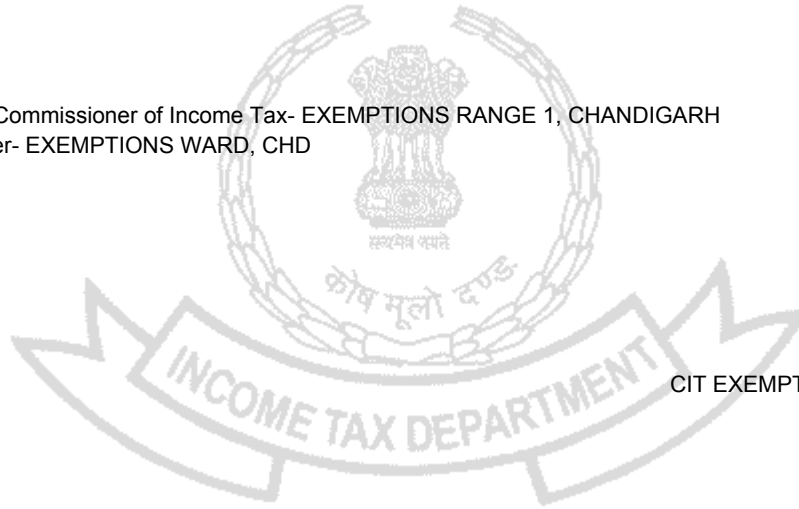 Commissioner of Income Tax- EXEMPTIONS RANGE 1, CHANDIGARH
er- EXEMPTIONS WARD, CHD
सत्यमेव जयते
कोष मूलो दण्ड:
CIT EXEMPT
INCOME TAX DEPARTMENT